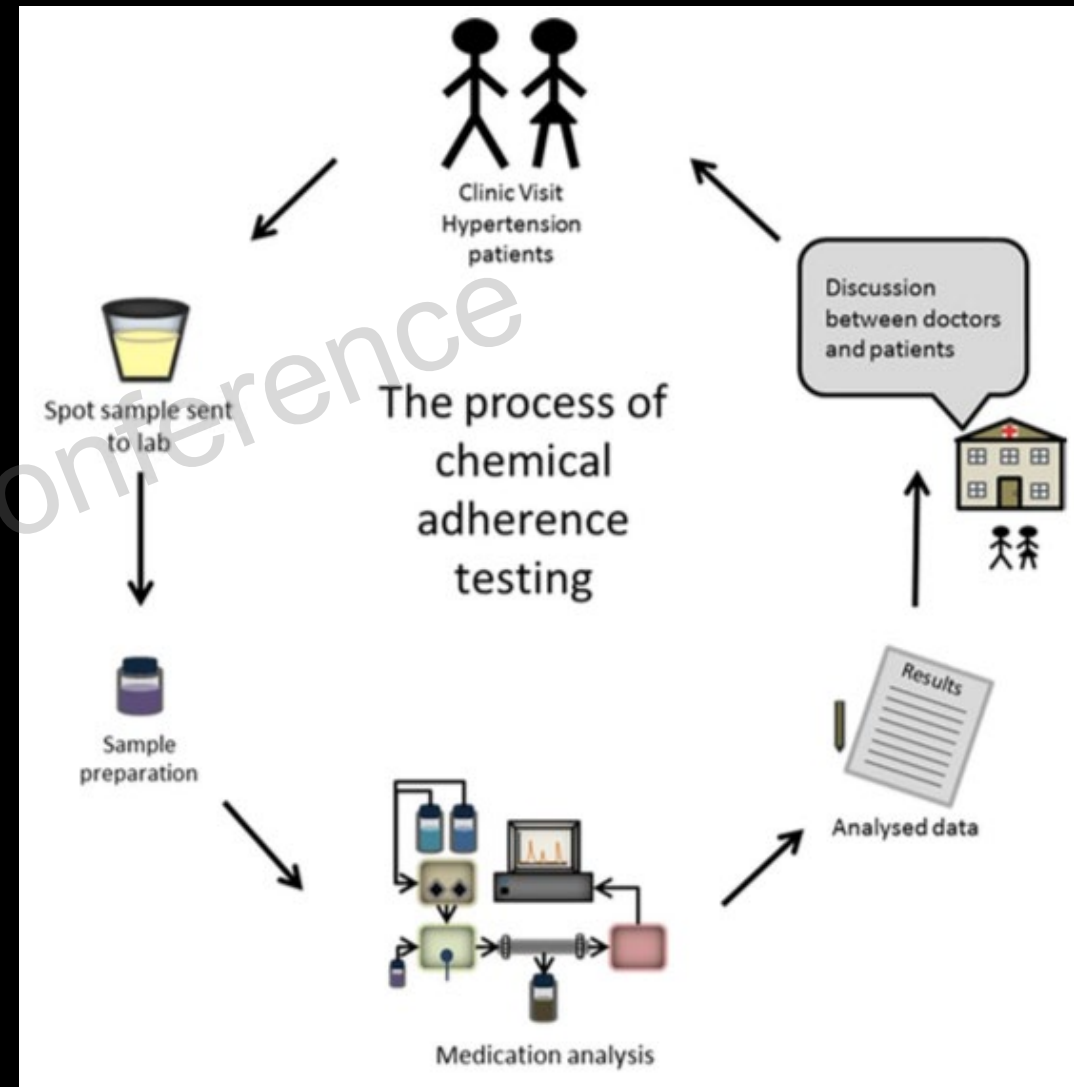 Clinic Visit
Hypertension
patients
Discussion
between doctors
and patients
Spot sample sent
to lab
The process of
chemical
adherence
testing
Sample
preparation
Results
Analysed data
Medication analysis